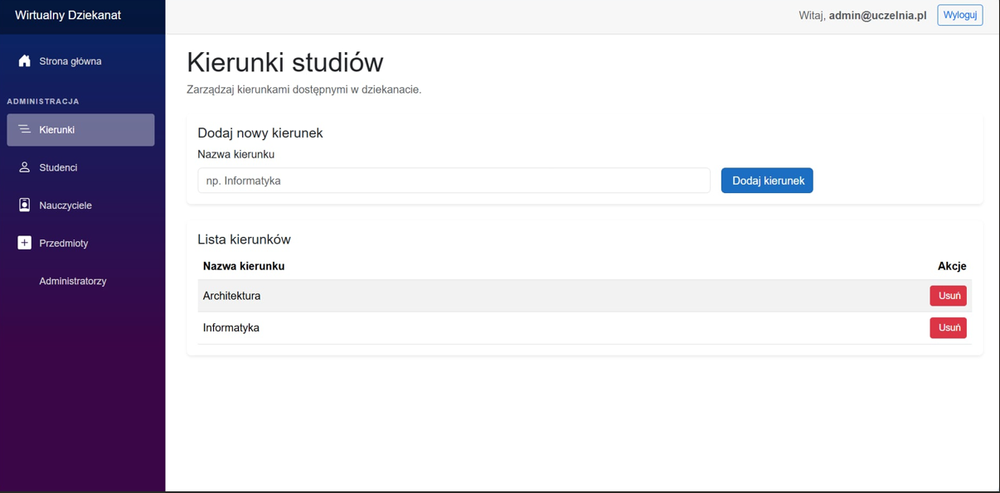 Wirtualny Dziekanat
Witaj, admin@uczelnia.pl Wyloguj
Strona główna
ADMINISTRACJA
Kierunki
Studenci
Nauczyciele
Przedmioty
Administratorzy
Kierunki studiów
Zarządzaj kierunkami dostępnymi w dziekanacie.
Dodaj nowy kierunek
Nazwa kierunku
np. Informatyka Dodaj kierunek
Lista kierunków
Nazwa kierunku Akcje
Architektura Usuń
Informatyka Usuń